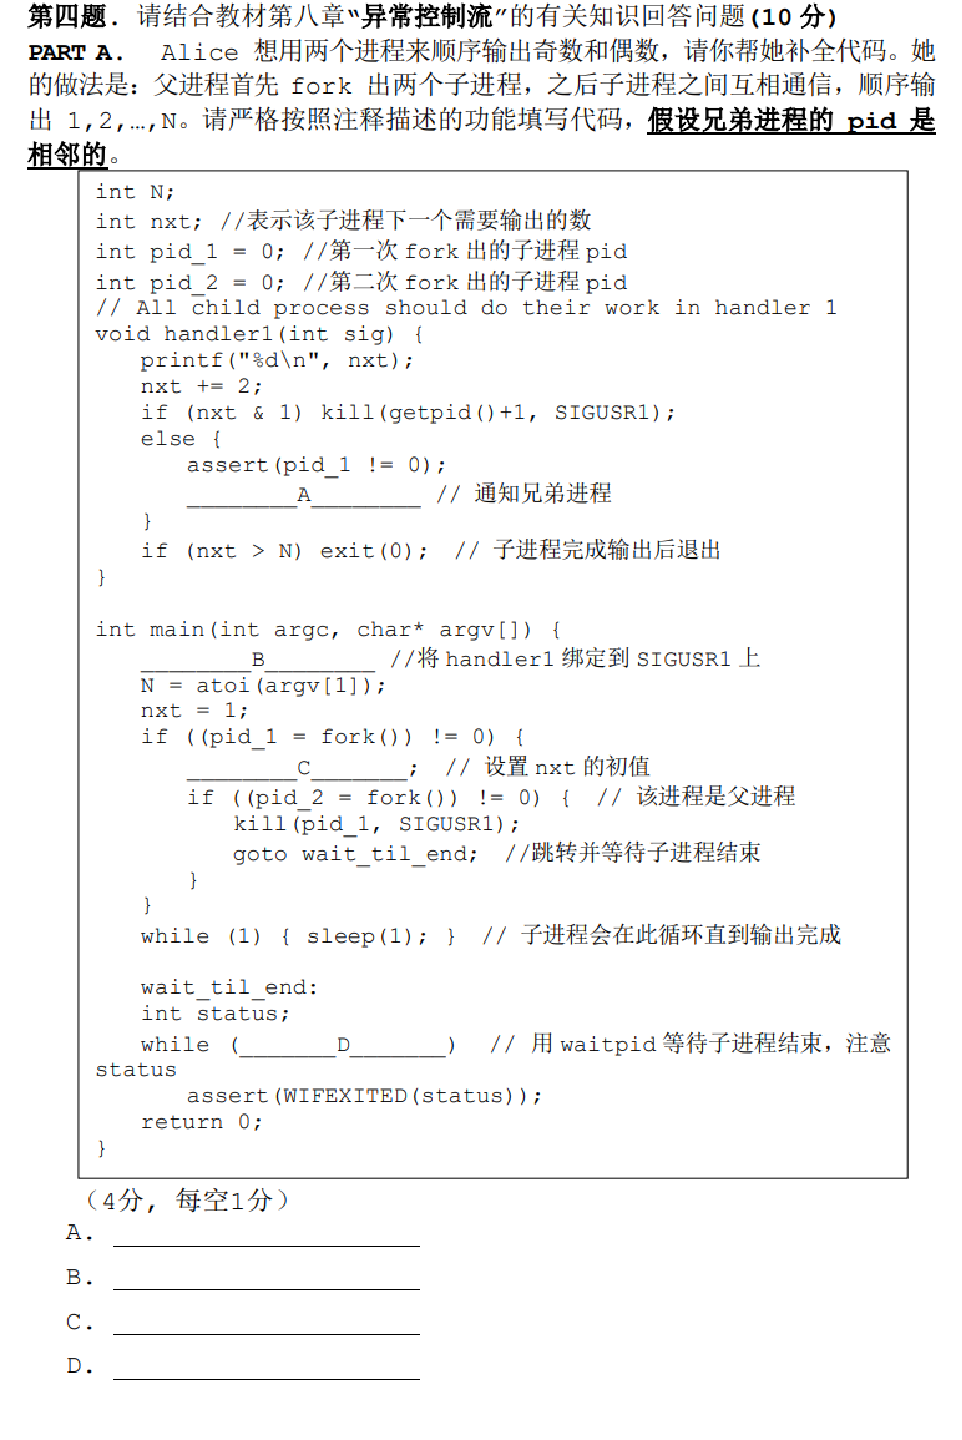 第四题. 请结合教材第八章“异常控制流”的有关知识回答问题(10 分)
PART A. Alice 想用两个进程来顺序输出奇数和偶数，请你帮她补全代码。她
的做法是：父进程首先 fork 出两个子进程，之后子进程之间互相通信，顺序输
出 1,2,…,N。请严格按照注释描述的功能填写代码，假设兄弟进程的 pid 是
相邻的。
int N;
int nxt; //表示该子进程下一个需要输出的数
int pid_1 = 0; //第一次 fork 出的子进程 pid
int pid_2 = 0; //第二次 fork 出的子进程 pid
// All child process should do their work in handler 1
void handler1(int sig) {
printf("%d\n", nxt);
nxt += 2;
if (nxt & 1) kill(getpid()+1, SIGUSR1);
else {
assert(pid_1 != 0);
________A________ // 通知兄弟进程
}
if (nxt > N) exit(0); // 子进程完成输出后退出
}
int main(int argc, char* argv[]) {
________B________ //将 handler1 绑定到 SIGUSR1 上
N = atoi(argv[1]);
nxt = 1;
if ((pid_1 = fork()) != 0) {
________C_______; // 设置 nxt 的初值
if ((pid_2 = fork()) != 0) { // 该进程是父进程
kill(pid_1, SIGUSR1);
goto wait_til_end; //跳转并等待子进程结束
}
}
while (1) { sleep(1); } // 子进程会在此循环直到输出完成
wait_til_end:
int status;
while (_______D_______) // 用 waitpid 等待子进程结束，注意
status
assert(WIFEXITED(status));
return 0;
}
（4分, 每空1分）
A. ____________
B. ____________
C. ____________
D. ____________